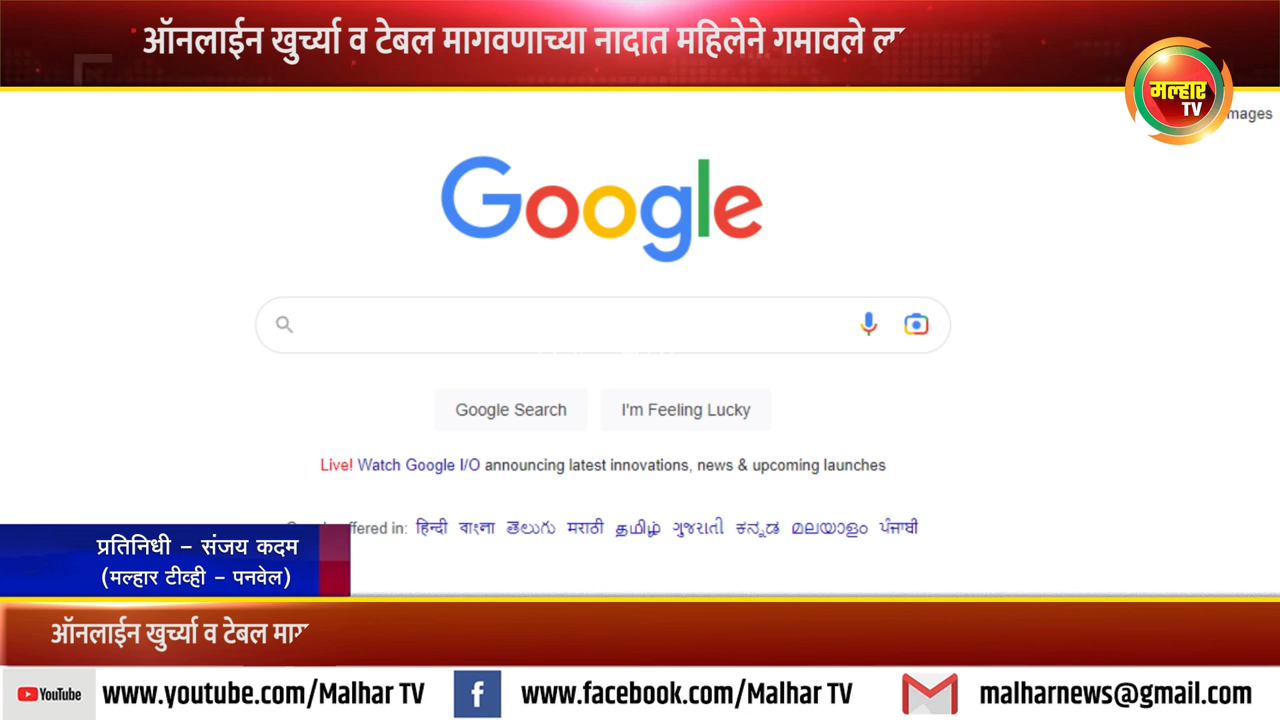 ऑनलाईन खुर्च्या व टेबल मागवणाच्या नादात महिलेने गमावले
मल्हार
TV
Google
Google Search
I'm Feeling Lucky
Live! Watch Google I/O announcing latest innovations, news & upcoming launches
in: हिन्दी বাংলা తెలుగు मराठी தமிழ் ગુજરાતી ಕನ್ನಡ മലയാളം ਪੰਜਾਬੀ
प्रतिनिधी - संजय कदम
(मल्हार टीव्ही - पनवेल)
ऑनलाईन खुर्च्या व टेबल
YouTube www.youtube.com/Malhar TV
f www.facebook.com/Malhar TV
malharnews@gmail.com